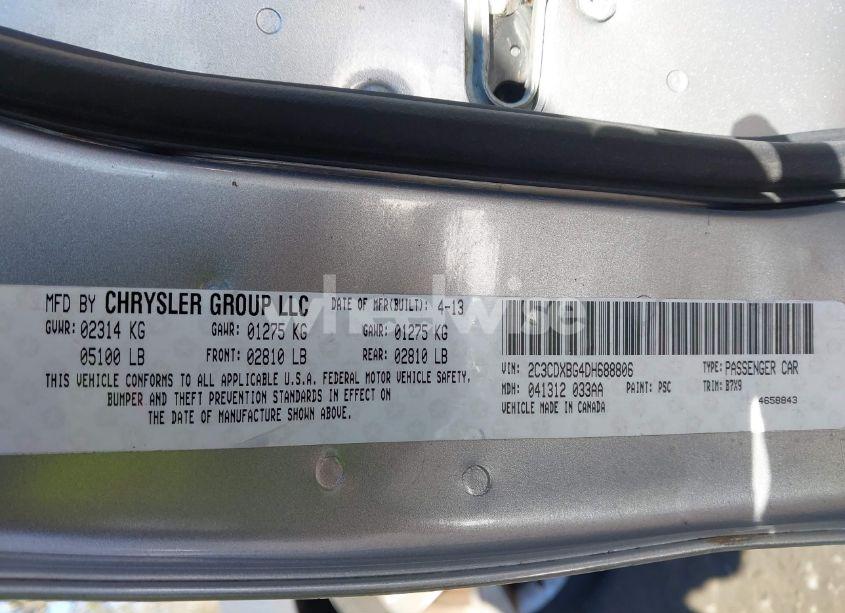 MFD BY CHRYSLER GROUP LLC DATE OF MFR(BUILT): 4-13
GVWR: 02314 KG GAWR: 01275 KG GAWR: 01275 KG
05100 LB FRONT: 02810 LB REAR: 02810 LB
THIS VEHICLE CONFORMS TO ALL APPLICABLE U.S.A. FEDERAL MOTOR VEHICLE SAFETY,
BUMPER AND THEFT PREVENTION STANDARDS IN EFFECT ON
THE DATE OF MANUFACTURE SHOWN ABOVE.
VIN: 2C3CDXBG4DH688806 TYPE: PASSENGER CAR
MDH: 041312 033AA PAINT: PSC TRIM: B7X9
VEHICLE MADE IN CANADA 4658843